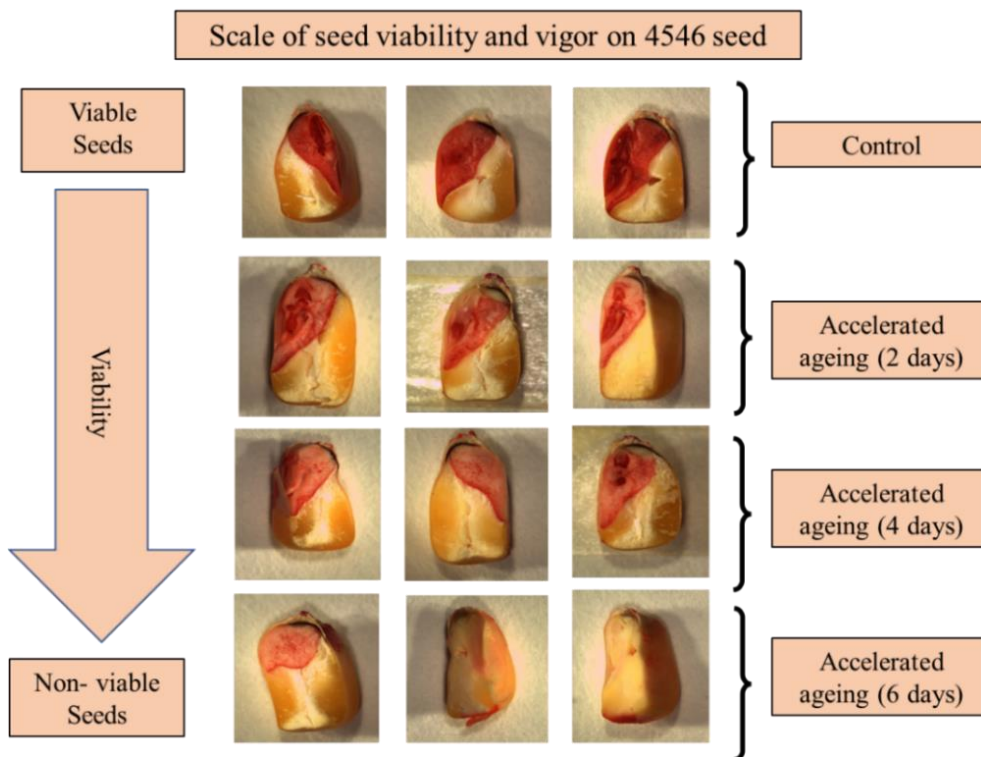 Scale of seed viability and vigor on 4546 seed
Viable
Seeds
Control
Viability
Accelerated
ageing (2 days)
Accelerated
ageing (4 days)
Non- viable
Seeds
Accelerated
ageing (6 days)